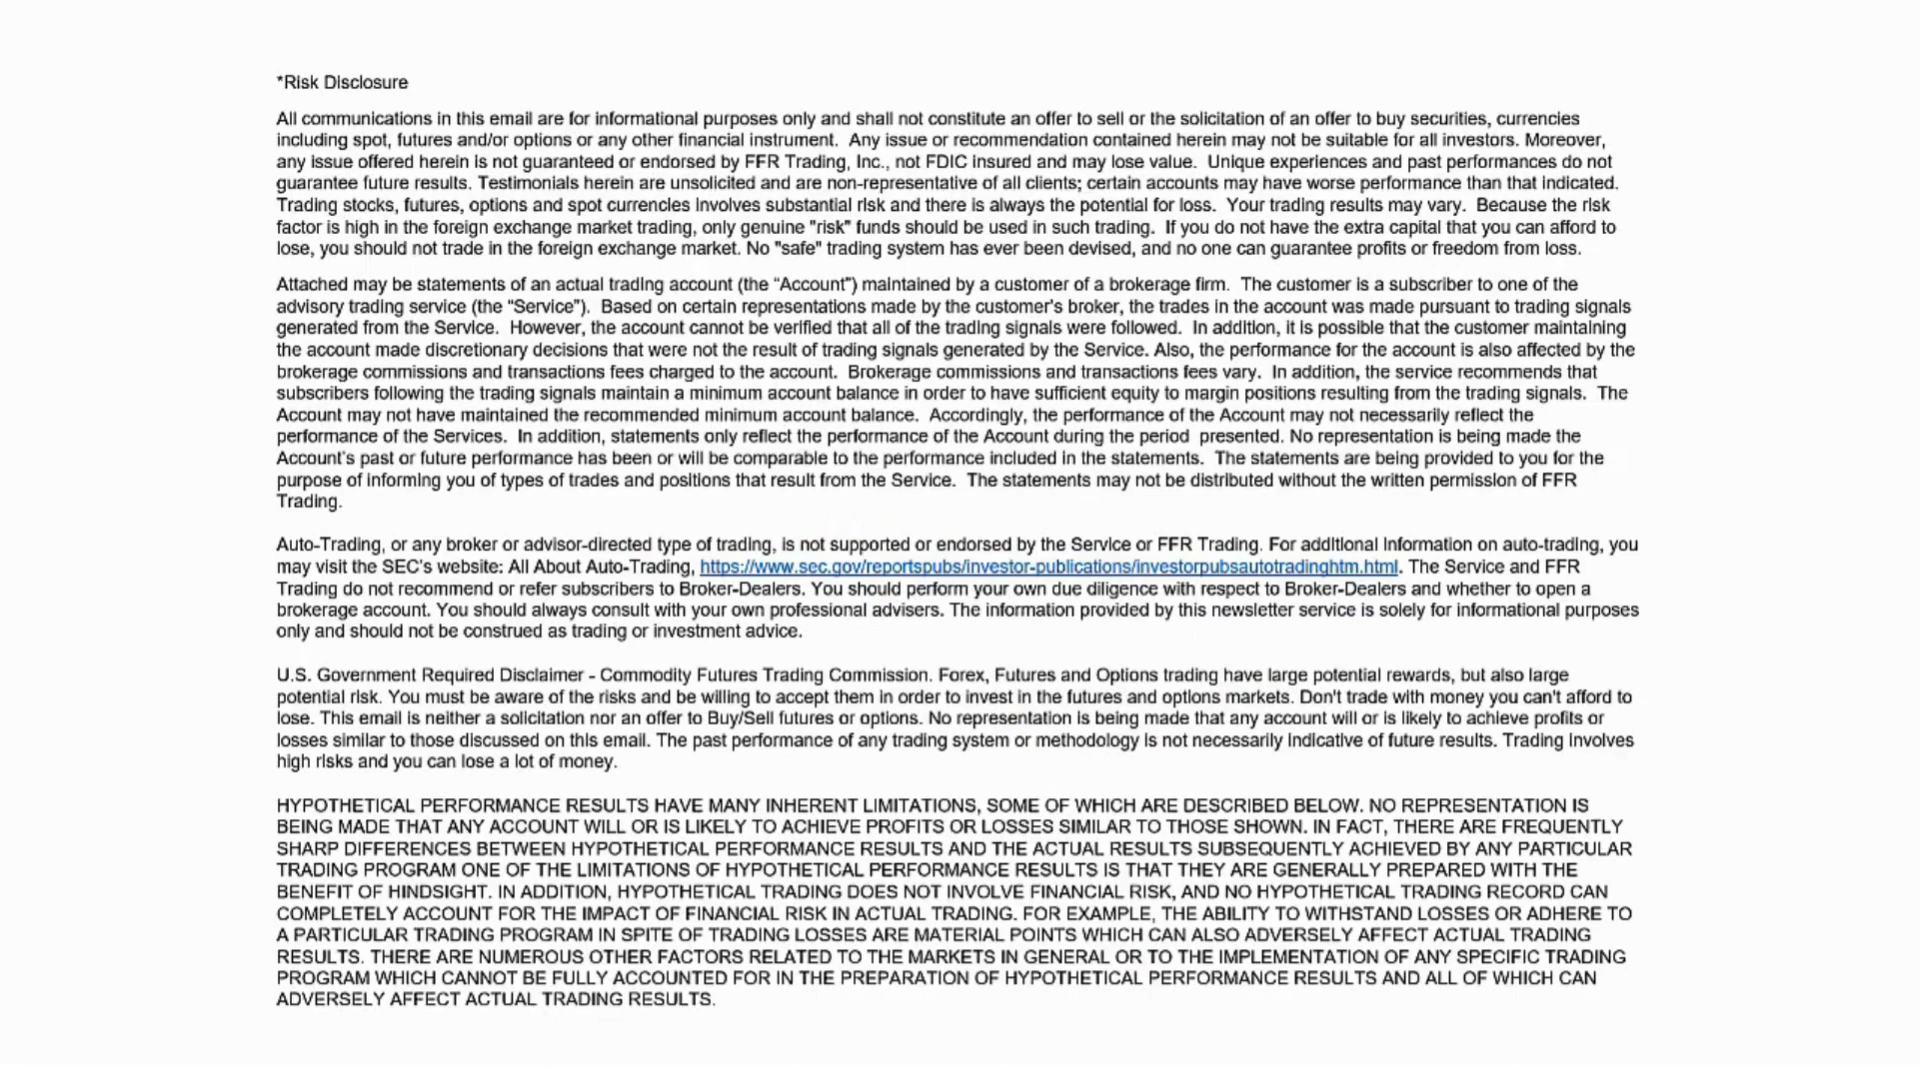 *Risk Disclosure
All communications in this email are for informational purposes only and shall not constitute an offer to sell or the solicitation of an offer to buy securities, currencies
including spot, futures and/or options or any other financial instrument.  Any issue or recommendation contained herein may not be suitable for all investors. Moreover,
any issue offered herein is not guaranteed or endorsed by FFR Trading, Inc., not FDIC insured and may lose value.  Unique experiences and past performances do not
guarantee future results. Testimonials herein are unsolicited and are non-representative of all clients; certain accounts may have worse performance than that indicated.
Trading stocks, futures, options and spot currencies involves substantial risk and there is always the potential for loss.  Your trading results may vary.  Because the risk
factor is high in the foreign exchange market trading, only genuine "risk" funds should be used in such trading.  If you do not have the extra capital that you can afford to
lose, you should not trade in the foreign exchange market. No "safe" trading system has ever been devised, and no one can guarantee profits or freedom from loss.
Attached may be statements of an actual trading account (the “Account”) maintained by a customer of a brokerage firm.  The customer is a subscriber to one of the
advisory trading service (the “Service”).  Based on certain representations made by the customer's broker, the trades in the account was made pursuant to trading signals
generated from the Service.  However, the account cannot be verified that all of the trading signals were followed.  In addition, it is possible that the customer maintaining
the account made discretionary decisions that were not the result of trading signals generated by the Service. Also, the performance for the account is also affected by the
brokerage commissions and transactions fees charged to the account.  Brokerage commissions and transactions fees vary.  In addition, the service recommends that
subscribers following the trading signals maintain a minimum account balance in order to have sufficient equity to margin positions resulting from the trading signals.  The
Account may not have maintained the recommended minimum account balance.  Accordingly, the performance of the Account may not necessarily reflect the
performance of the Services.  In addition, statements only reflect the performance of the Account during the period  presented. No representation is being made the
Account's past or future performance has been or will be comparable to the performance included in the statements.  The statements are being provided to you for the
purpose of informing you of types of trades and positions that result from the Service.  The statements may not be distributed without the written permission of FFR
Trading.
Auto-Trading, or any broker or advisor-directed type of trading, is not supported or endorsed by the Service or FFR Trading. For additional information on auto-trading, you
may visit the SEC's website: All About Auto-Trading, https://www.sec.gov/reportspubs/investor-publications/investorpubsautotradinghtm.html. The Service and FFR
Trading do not recommend or refer subscribers to Broker-Dealers. You should perform your own due diligence with respect to Broker-Dealers and whether to open a
brokerage account. You should always consult with your own professional advisers. The information provided by this newsletter service is solely for informational purposes
only and should not be construed as trading or investment advice.
U.S. Government Required Disclaimer - Commodity Futures Trading Commission. Forex, Futures and Options trading have large potential rewards, but also large
potential risk. You must be aware of the risks and be willing to accept them in order to invest in the futures and options markets. Don't trade with money you can't afford to
lose. This email is neither a solicitation nor an offer to Buy/Sell futures or options. No representation is being made that any account will or is likely to achieve profits or
losses similar to those discussed on this email. The past performance of any trading system or methodology is not necessarily indicative of future results. Trading involves
high risks and you can lose a lot of money.
HYPOTHETICAL PERFORMANCE RESULTS HAVE MANY INHERENT LIMITATIONS, SOME OF WHICH ARE DESCRIBED BELOW. NO REPRESENTATION IS
BEING MADE THAT ANY ACCOUNT WILL OR IS LIKELY TO ACHIEVE PROFITS OR LOSSES SIMILAR TO THOSE SHOWN. IN FACT, THERE ARE FREQUENTLY
SHARP DIFFERENCES BETWEEN HYPOTHETICAL PERFORMANCE RESULTS AND THE ACTUAL RESULTS SUBSEQUENTLY ACHIEVED BY ANY PARTICULAR
TRADING PROGRAM ONE OF THE LIMITATIONS OF HYPOTHETICAL PERFORMANCE RESULTS IS THAT THEY ARE GENERALLY PREPARED WITH THE
BENEFIT OF HINDSIGHT. IN ADDITION, HYPOTHETICAL TRADING DOES NOT INVOLVE FINANCIAL RISK, AND NO HYPOTHETICAL TRADING RECORD CAN
COMPLETELY ACCOUNT FOR THE IMPACT OF FINANCIAL RISK IN ACTUAL TRADING. FOR EXAMPLE, THE ABILITY TO WITHSTAND LOSSES OR ADHERE TO
A PARTICULAR TRADING PROGRAM IN SPITE OF TRADING LOSSES ARE MATERIAL POINTS WHICH CAN ALSO ADVERSELY AFFECT ACTUAL TRADING
RESULTS. THERE ARE NUMEROUS OTHER FACTORS RELATED TO THE MARKETS IN GENERAL OR TO THE IMPLEMENTATION OF ANY SPECIFIC TRADING
PROGRAM WHICH CANNOT BE FULLY ACCOUNTED FOR IN THE PREPARATION OF HYPOTHETICAL PERFORMANCE RESULTS AND ALL OF WHICH CAN
ADVERSELY AFFECT ACTUAL TRADING RESULTS.